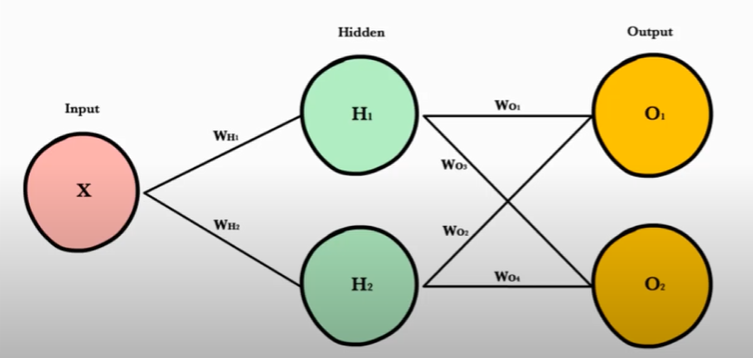 Hidden
Output
Input
H₁
Wo₁
O₁
WH₁
Wo₃
X
WH₂
Wo₂
H₂
Wo₄
O₂